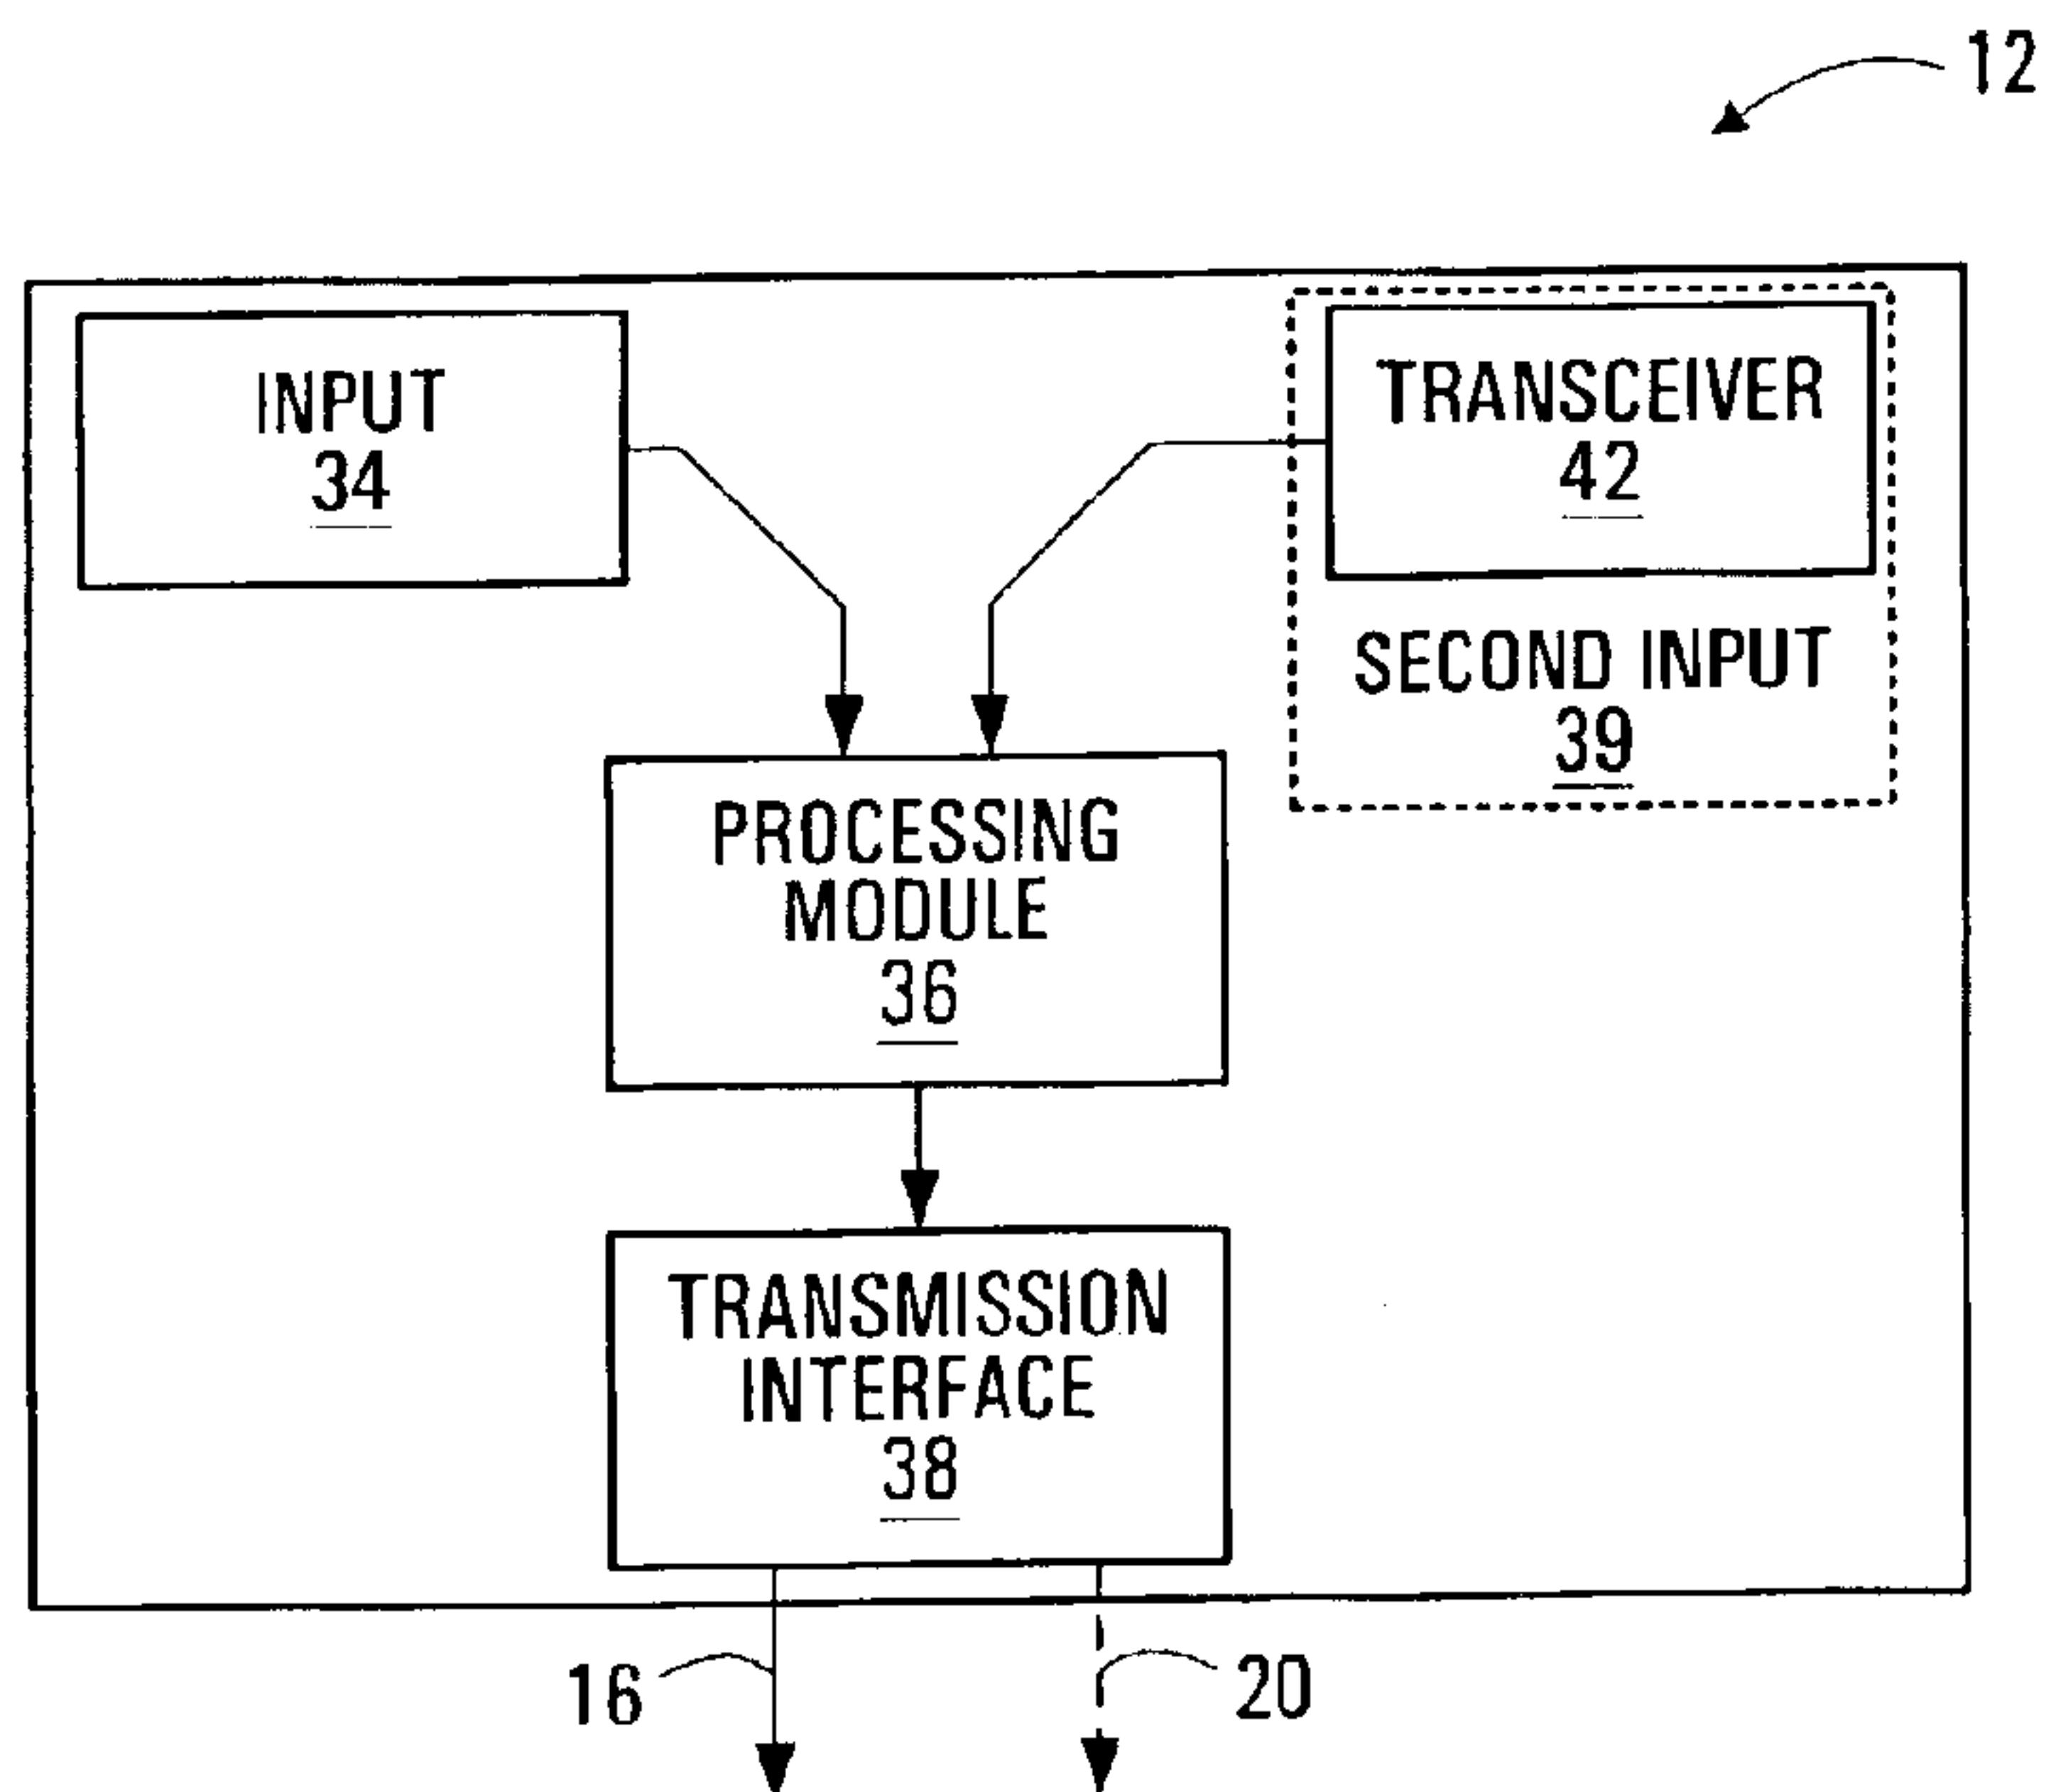 12
INPUT
34
TRANSCEIVER
42
SECOND INPUT
39
PROCESSING
MODULE
36
TRANSMISSION
INTERFACE
38
16
20